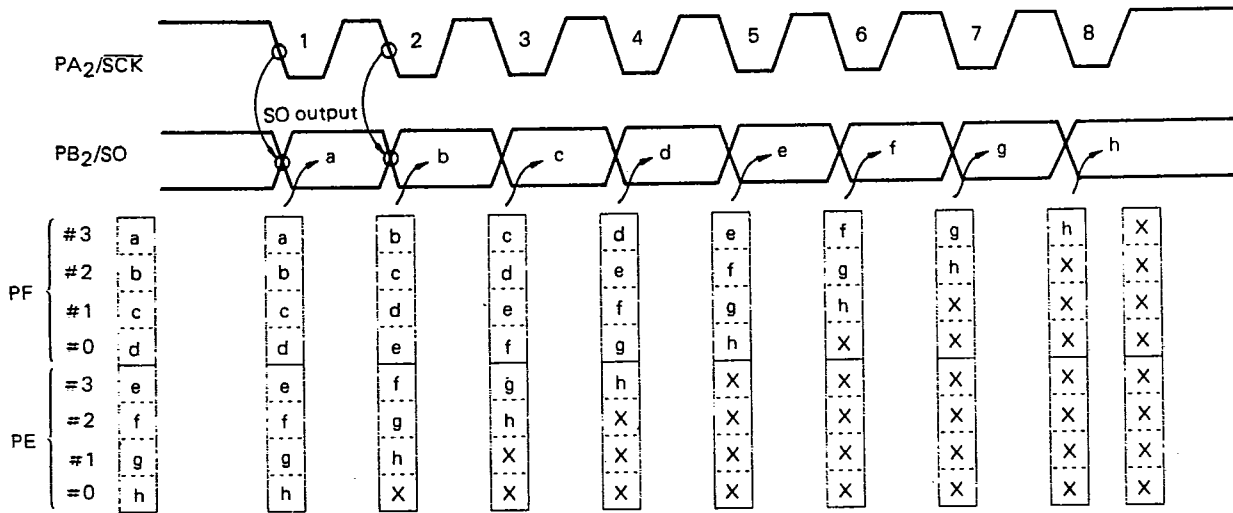 1 2 3 4 5 6 7 8
PA2/SCK
SO output
PB2/SO
a b c d e f g h
PF
#3 a a b c d e f g h X
#2 b b c d e f g h X X
#1 c c d e f g h X X X
#0 d d e f g h X X X X
PE
#3 e e f g h X X X X X
#2 f f g h X X X X X X
#1 g g h X X X X X X X
#0 h h X X X X X X X X